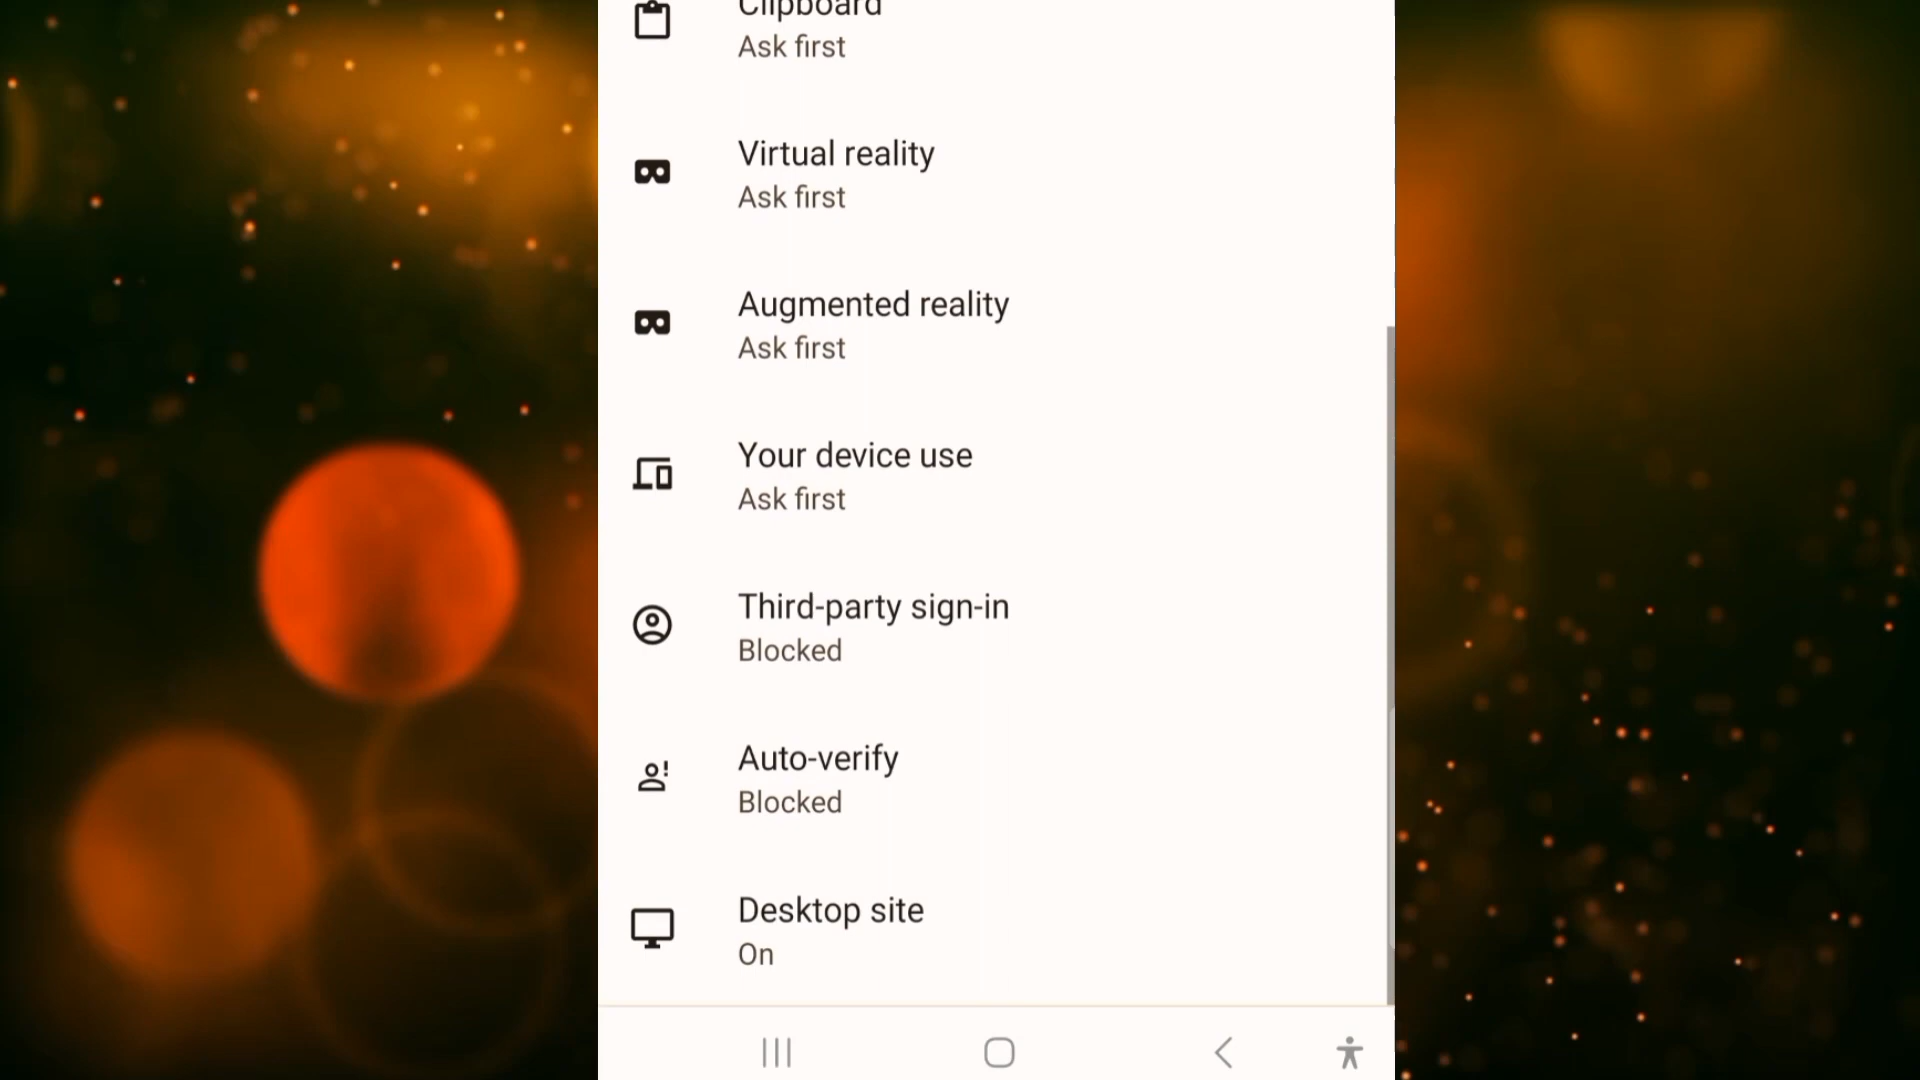 Clipboard
Ask first
Virtual reality
Ask first
Augmented reality
Ask first
Your device use
Ask first
Third-party sign-in
Blocked
Auto-verify
Blocked
Desktop site
On